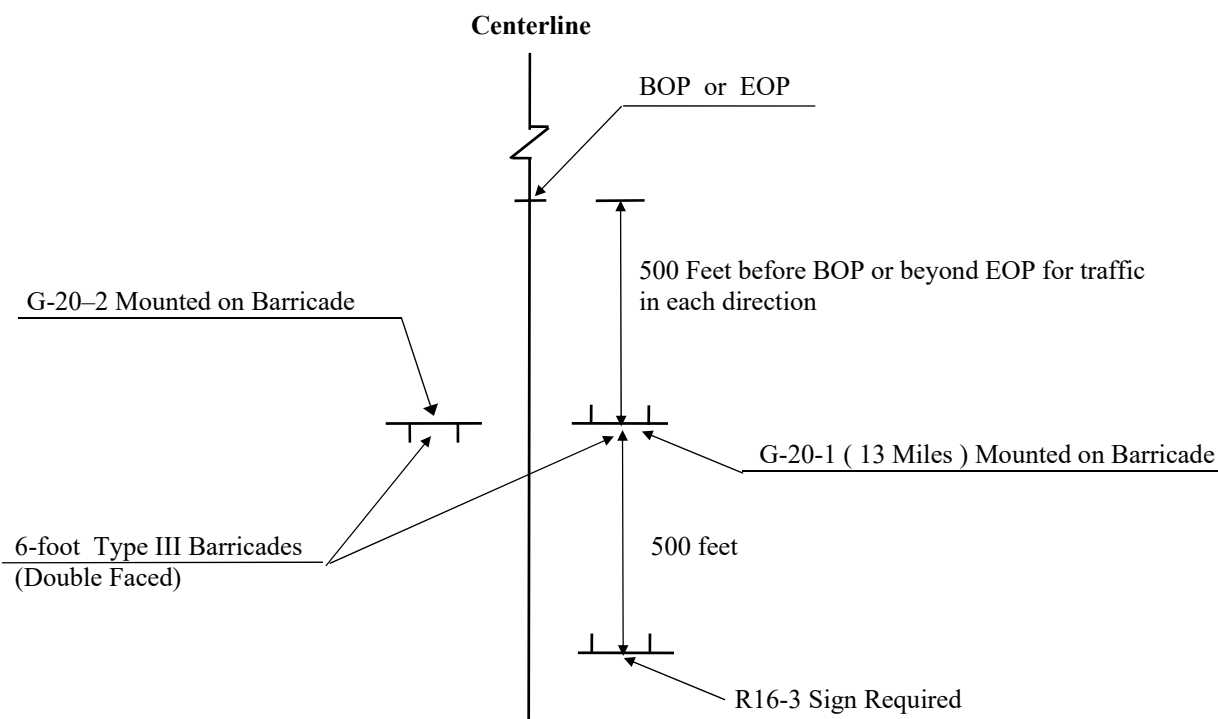 Centerline
BOP or EOP
500 Feet before BOP or beyond EOP for traffic
in each direction
G-20–2 Mounted on Barricade
G-20-1 ( 13 Miles ) Mounted on Barricade
6-foot Type III Barricades
(Double Faced)
500 feet
R16-3 Sign Required